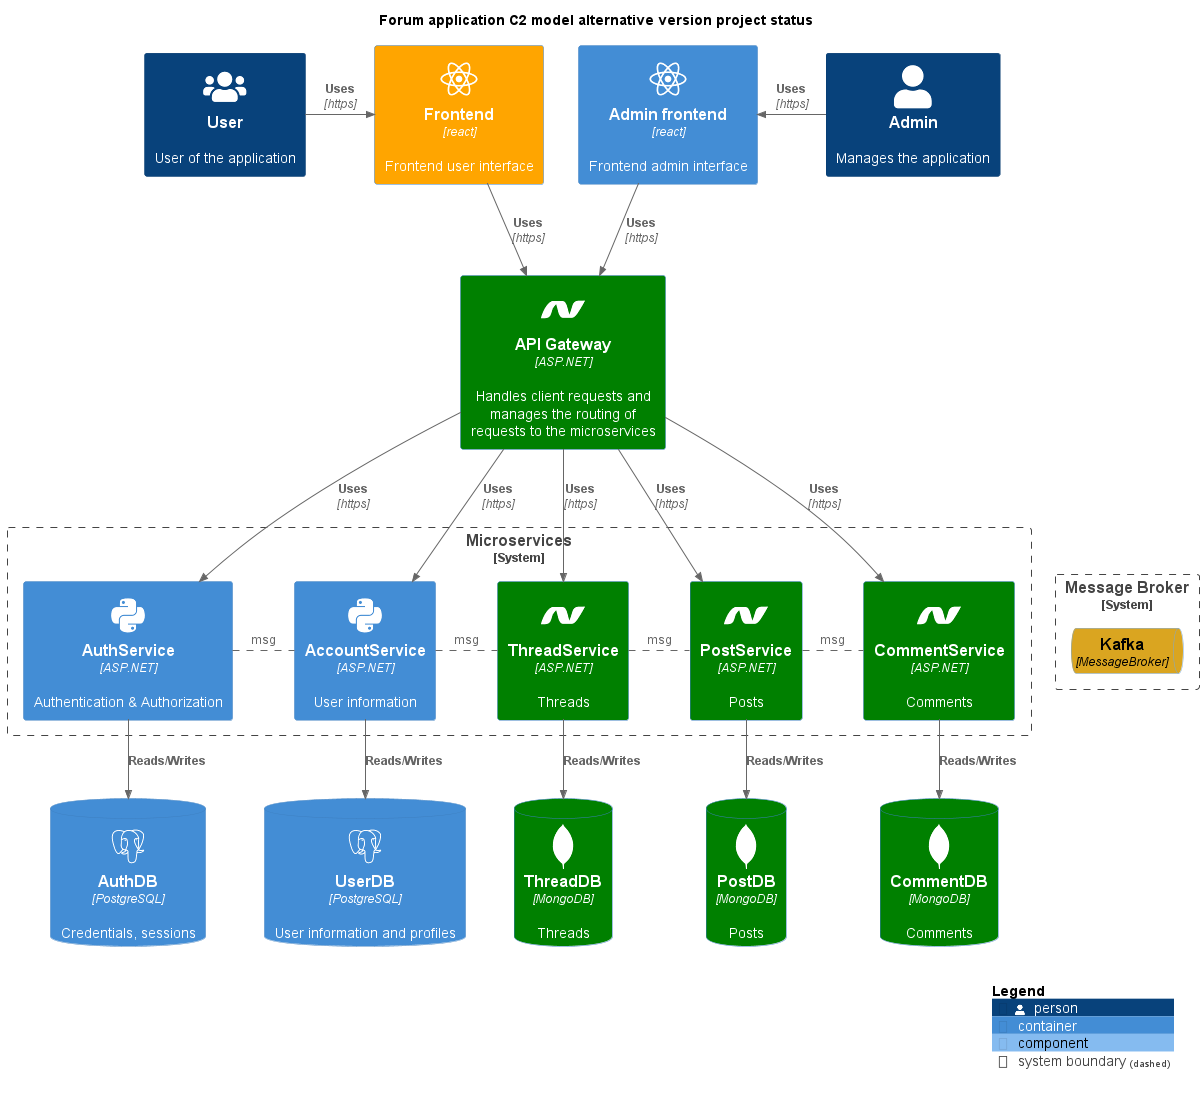 Forum application C2 model alternative version project status
User
User of the application
Uses
[https]
Frontend
[react]
Frontend user interface
Admin frontend
[react]
Frontend admin interface
Uses
[https]
Admin
Manages the application
Uses
[https]
Uses
[https]
API Gateway
[ASP.NET]
Handles client requests and
manages the routing of
requests to the microservices
Uses
[https]
Uses
[https]
Uses
[https]
Uses
[https]
Uses
[https]
Microservices
[System]
AuthService
[ASP.NET]
Authentication & Authorization
msg
AccountService
[ASP.NET]
User information
msg
ThreadService
[ASP.NET]
Threads
msg
PostService
[ASP.NET]
Posts
msg
CommentService
[ASP.NET]
Comments
Message Broker
[System]
Kafka
[MessageBroker]
Reads/Writes
Reads/Writes
Reads/Writes
Reads/Writes
Reads/Writes
AuthDB
[PostgreSQL]
Credentials, sessions
UserDB
[PostgreSQL]
User information and profiles
ThreadDB
[MongoDB]
Threads
PostDB
[MongoDB]
Posts
CommentDB
[MongoDB]
Comments
Legend
person
container
component
system boundary (dashed)